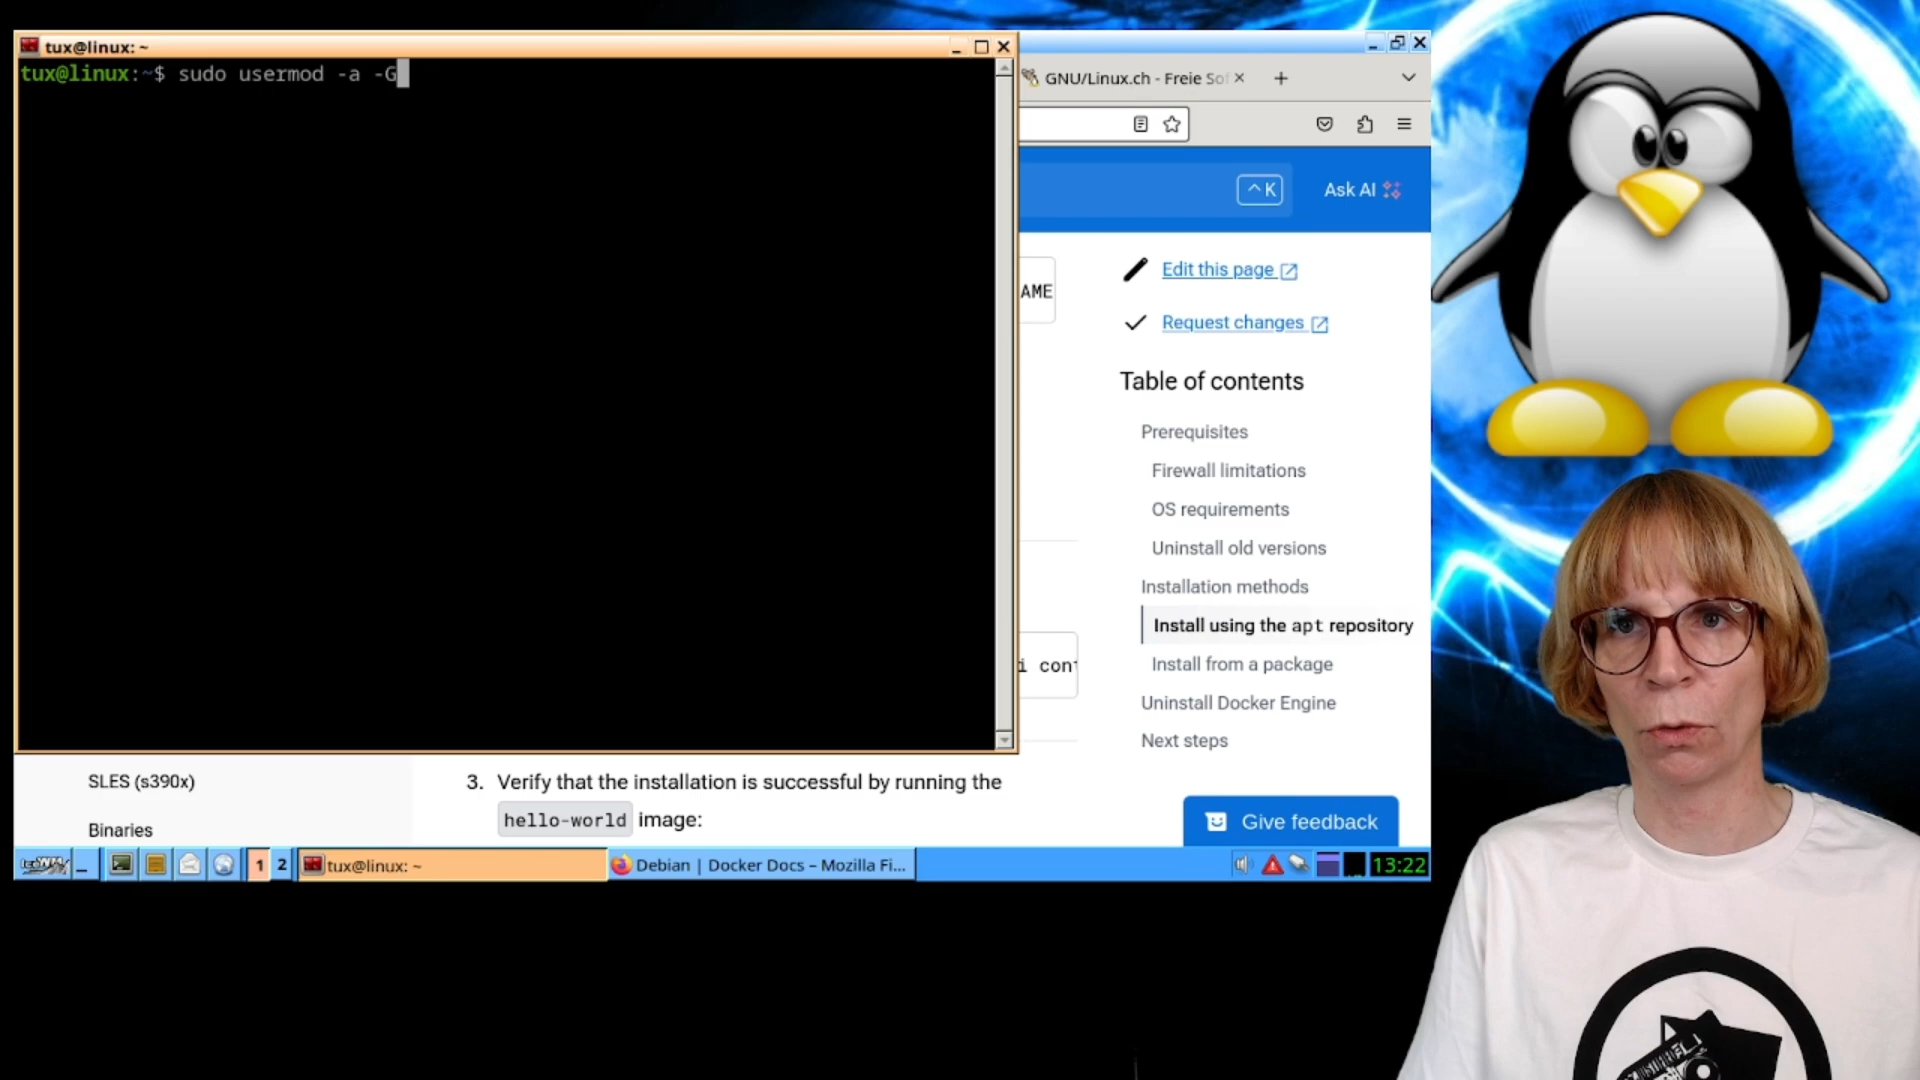 tux@linux: ~
tux@linux:~$ sudo usermod -a -G
GNU/Linux.ch - Freie Sof
^K
Ask AI
AME
Edit this page
Request changes
Table of contents
Prerequisites
Firewall limitations
OS requirements
Uninstall old versions
Installation methods
Install using the apt repository
i con
Install from a package
Uninstall Docker Engine
Next steps
SLES (s390x)
Binaries
3. Verify that the installation is successful by running the
hello-world image:
Give feedback
1 2
tux@linux: ~
Debian | Docker Docs – Mozilla Fi...
13:22